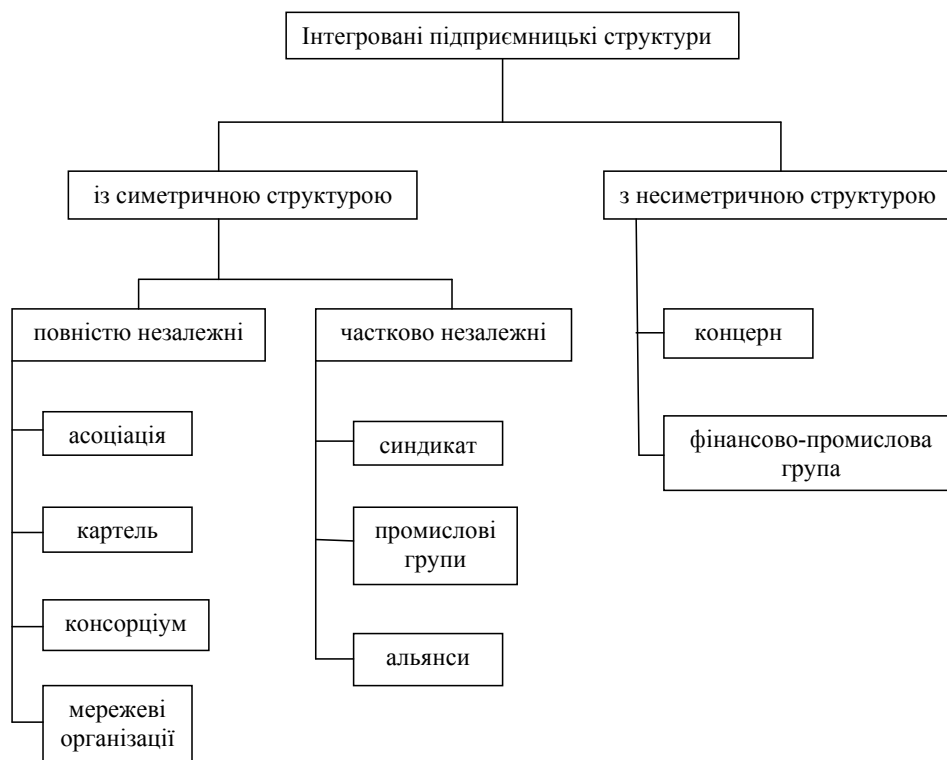 Інтегровані підприємницькі структури
із симетричною структурою
з несиметричною структурою
повністю незалежні
частково незалежні
концерн
асоціація
синдикат
фінансово-промислова
група
картель
промислові
групи
консорціум
альянси
мережеві
організації